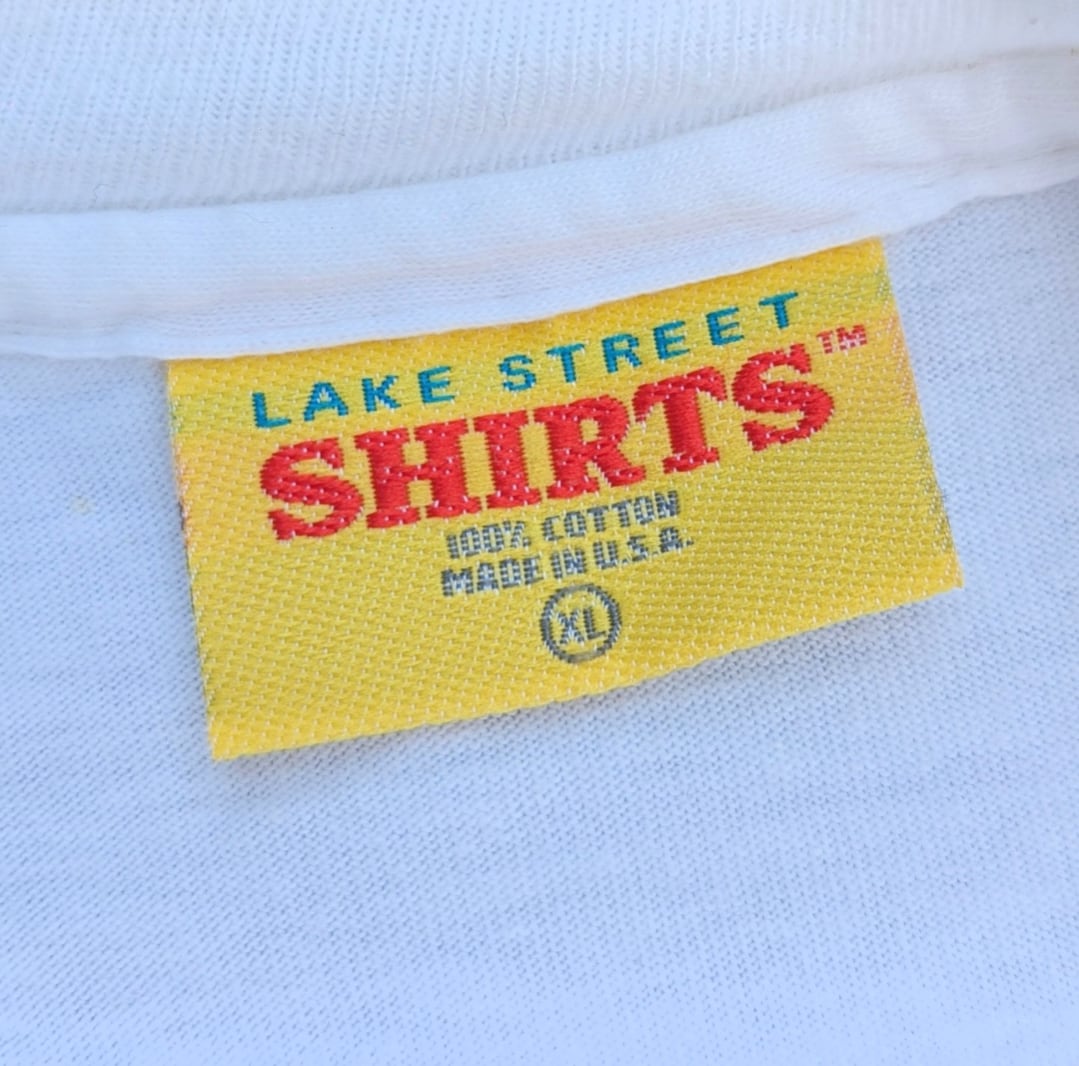 LAKE STREET
SHIRTS™
100% COTTON
MADE IN U.S.A.
XL